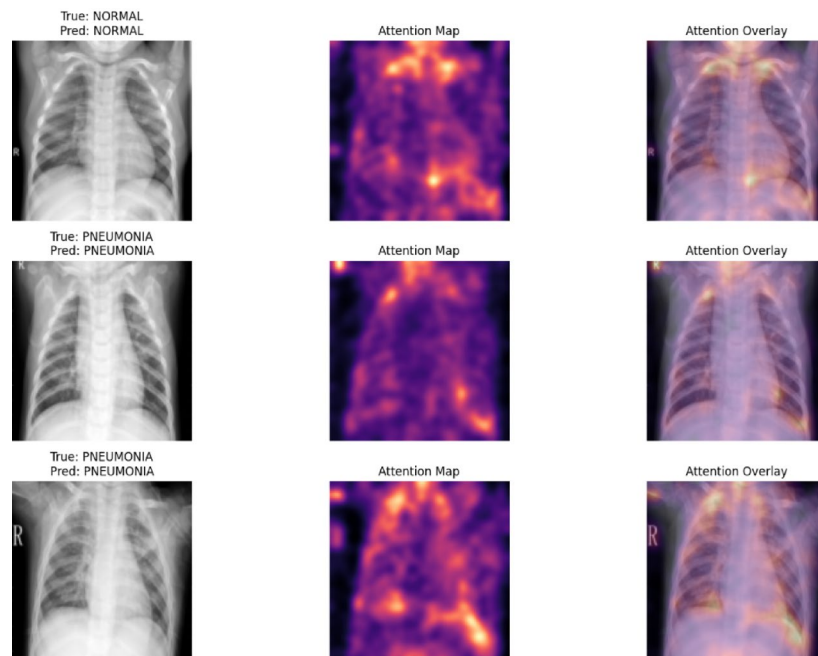 True: NORMAL
Pred: NORMAL
Attention Map
Attention Overlay
R
R
True: PNEUMONIA
Pred: PNEUMONIA
Attention Map
Attention Overlay
R
R
True: PNEUMONIA
Pred: PNEUMONIA
Attention Map
Attention Overlay
R
R